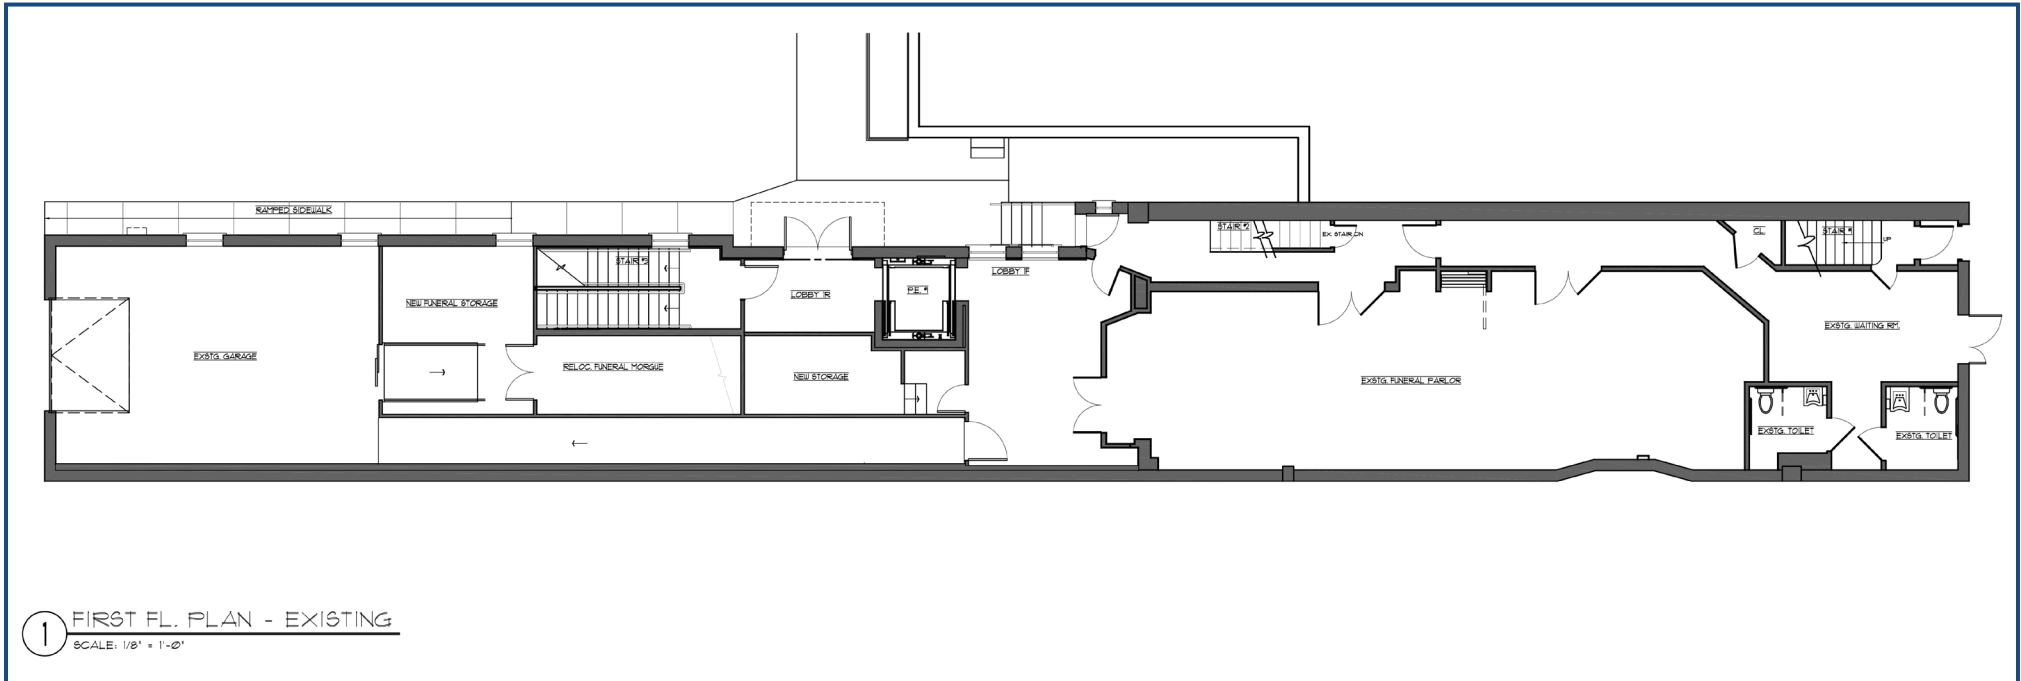 RAMPED SIDEWALK
STAIR #2
EX. STAIR DN
CL.
STAIR #1
UP
STAIR #3
LOBBY 1F
NEW FUNERAL STORAGE
LOBBY 1R
P.E. #1
EXSTG. WAITING RM.
EXSTG. GARAGE
RELOC. FUNERAL MORGUE
NEW STORAGE
EXSTG. FUNERAL PARLOR
EXSTG. TOILET
EXSTG. TOILET
1
FIRST FL. PLAN - EXISTING
SCALE: 1/8" = 1'-0"